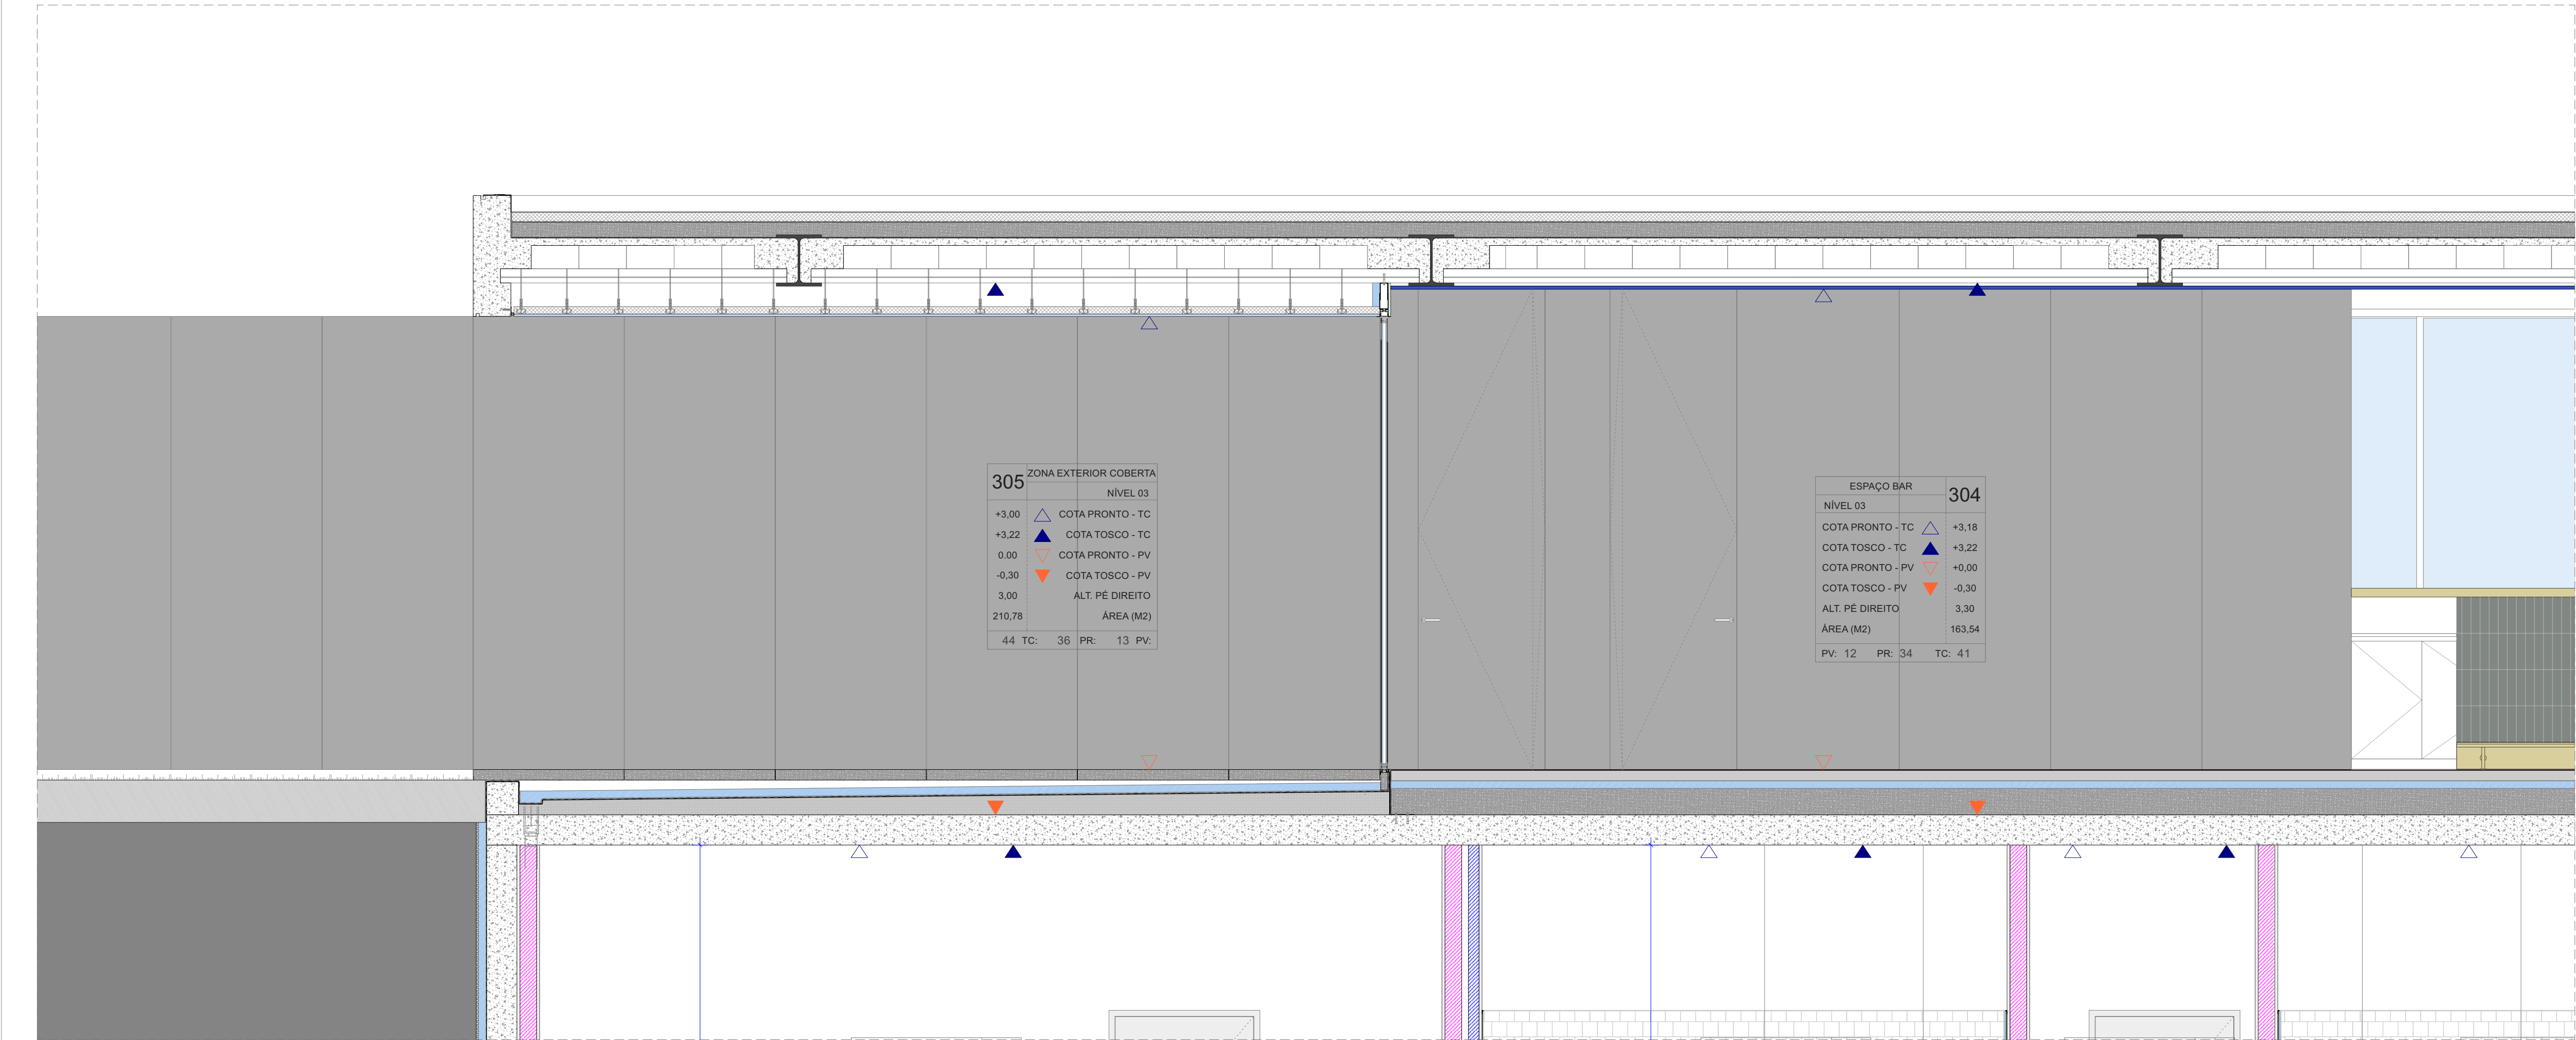 305 ZONA EXTERIOR COBERTA
NÍVEL 03
+3,00 COTA PRONTO - TC
+3,22 COTA TOSCO - TC
0.00 COTA PRONTO - PV
-0,30 COTA TOSCO - PV
3,00 ALT. PÉ DIREITO
210,78 ÁREA (M2)
44 TC: 36 PR: 13 PV:
ESPAÇO BAR 304
NÍVEL 03
COTA PRONTO - TC +3,18
COTA TOSCO - TC +3,22
COTA PRONTO - PV +0,00
COTA TOSCO - PV -0,30
ALT. PÉ DIREITO 3,30
ÁREA (M2) 163,54
PV: 12 PR: 34 TC: 41